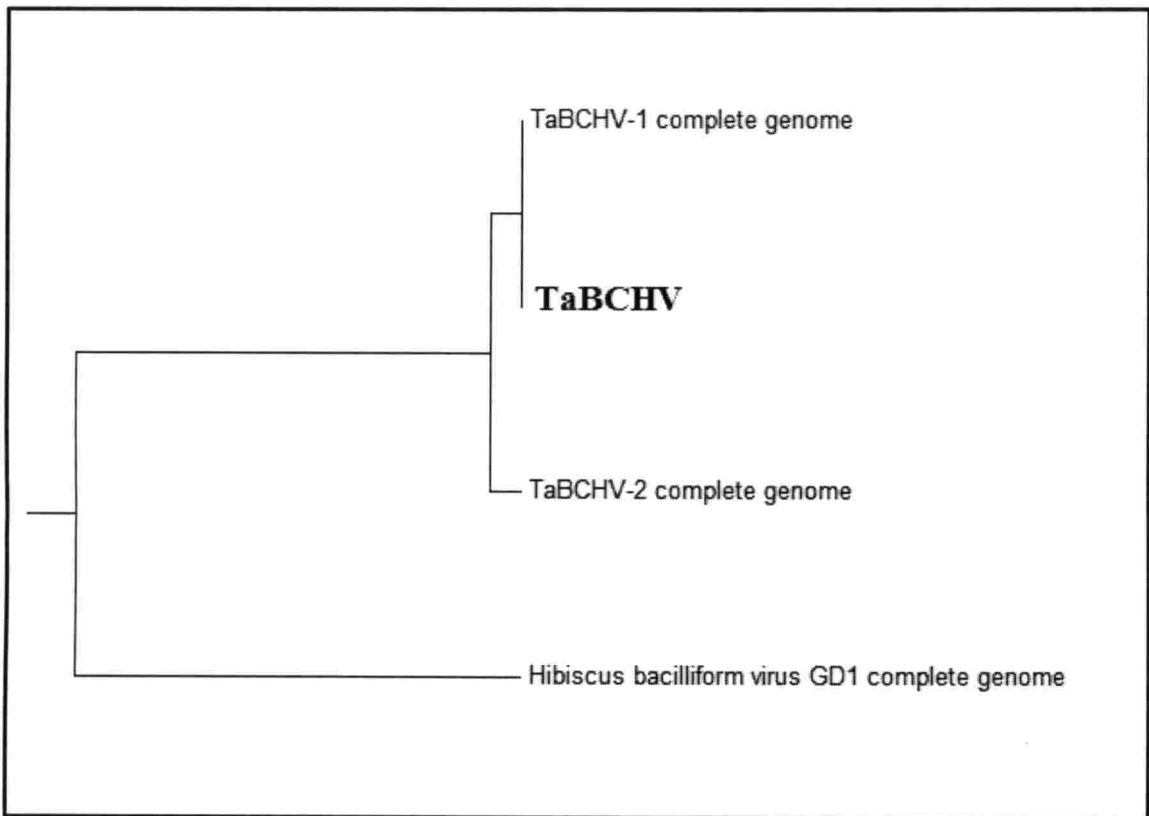 TaBCHV-1 complete genome
TaBCHV
TaBCHV-2 complete genome
Hibiscus bacilliform virus GD1 complete genome